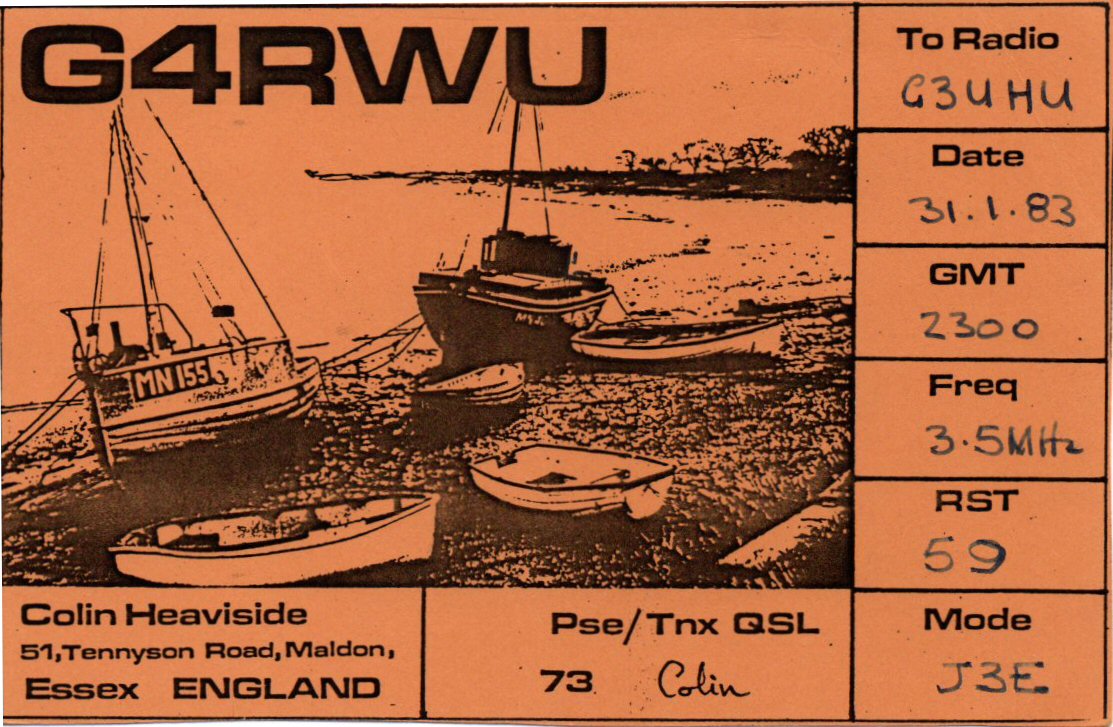 G4RWU
MN 155
To Radio
G3UHU
Date
31.1.83
GMT
2300
Freq
3.5MHz
RST
59
Mode
J3E
Colin Heaviside
51,Tennyson Road,Maldon,
Essex ENGLAND
Pse/Tnx QSL
73 Colin